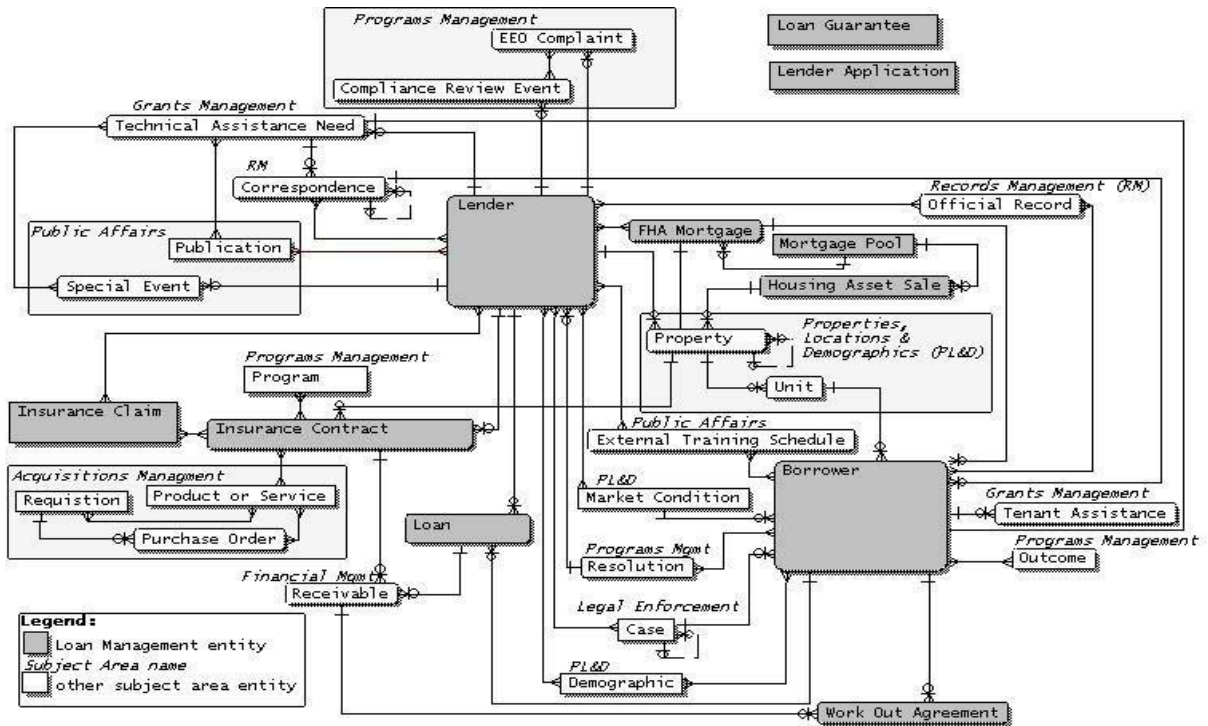 Programs Management
EEO Complaint
Compliance Review Event
Loan Guarantee
Lender Application
Grants Management
Technical Assistance Need
RM
Correspondence
Lender
Records Management (RM)
Official Record
Public Affairs
Publication
Special Event
FHA Mortgage
Mortgage Pool
Housing Asset Sale
Property
Properties,
Locations &
Demographics (PL&D)
Unit
Programs Management
Program
Insurance Claim
Insurance Contract
Public Affairs
External Training Schedule
Borrower
Acquisitions Managment
Requistion
Product or Service
Purchase Order
Loan
PL&D
Market Condition
Grants Management
Tenant Assistance
Programs Mgmt
Resolution
Programs Management
Outcome
Financial Mgmt
Receivable
Legal Enforcement
Case
PL&D
Demographic
Work Out Agreement
Legend:
Loan Management entity
Subject Area name
other subject area entity